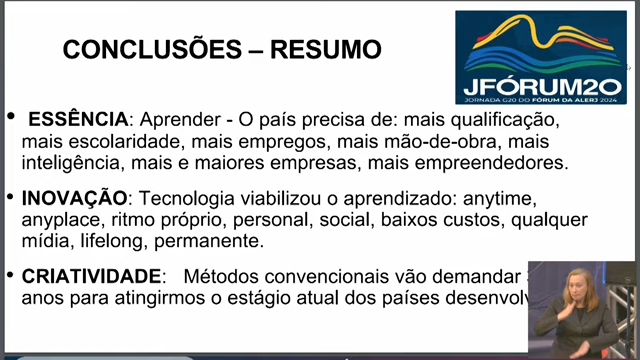 CONCLUSÕES – RESUMO
JFÓRUM20
JORNADA G20 DO FÓRUM DA ALERJ 2024
• ESSÊNCIA: Aprender - O país precisa de: mais qualificação,
mais escolaridade, mais empregos, mais mão-de-obra, mais
inteligência, mais e maiores empresas, mais empreendedores.
• INOVAÇÃO: Tecnologia viabilizou o aprendizado: anytime,
anyplace, ritmo próprio, personal, social, baixos custos, qualquer
mídia, lifelong, permanente.
• CRIATIVIDADE: Métodos convencionais vão demandar
anos para atingirmos o estágio atual dos países